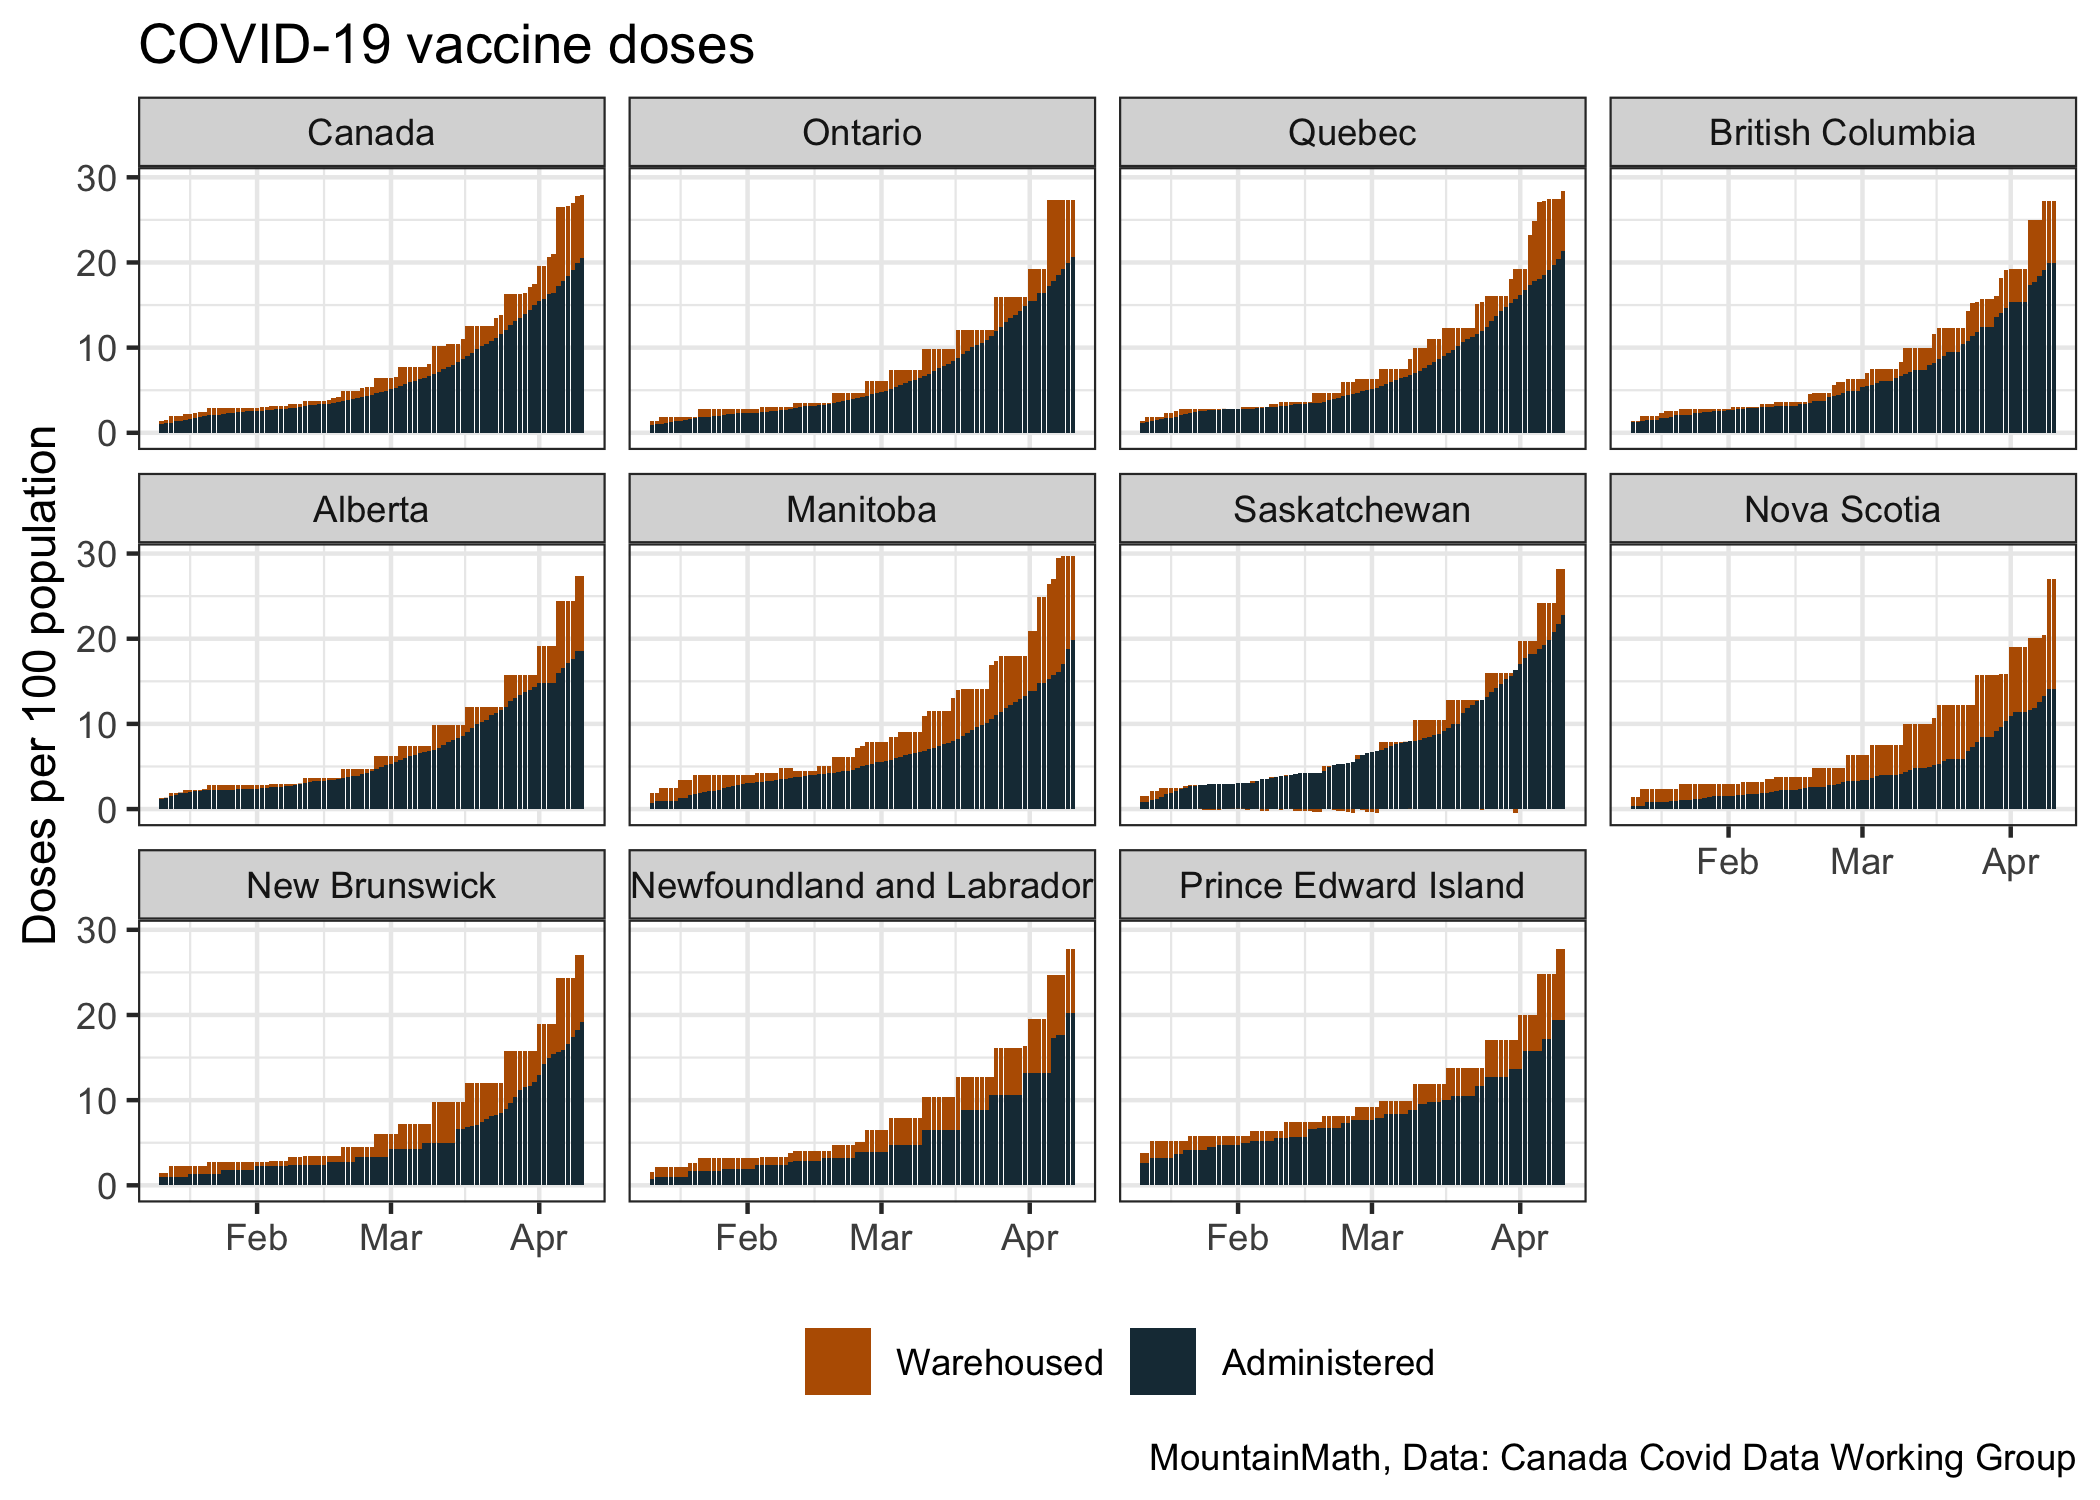 COVID-19 vaccine doses
Canada
Ontario
Quebec
British Columbia
30
20
10
0
Alberta
Manitoba
Saskatchewan
Nova Scotia
30
20
10
0
Feb Mar Apr
New Brunswick
Newfoundland and Labrador
Prince Edward Island
30
20
10
0
Feb Mar Apr
Feb Mar Apr
Feb Mar Apr
Doses per 100 population
Warehoused
Administered
MountainMath, Data: Canada Covid Data Working Group